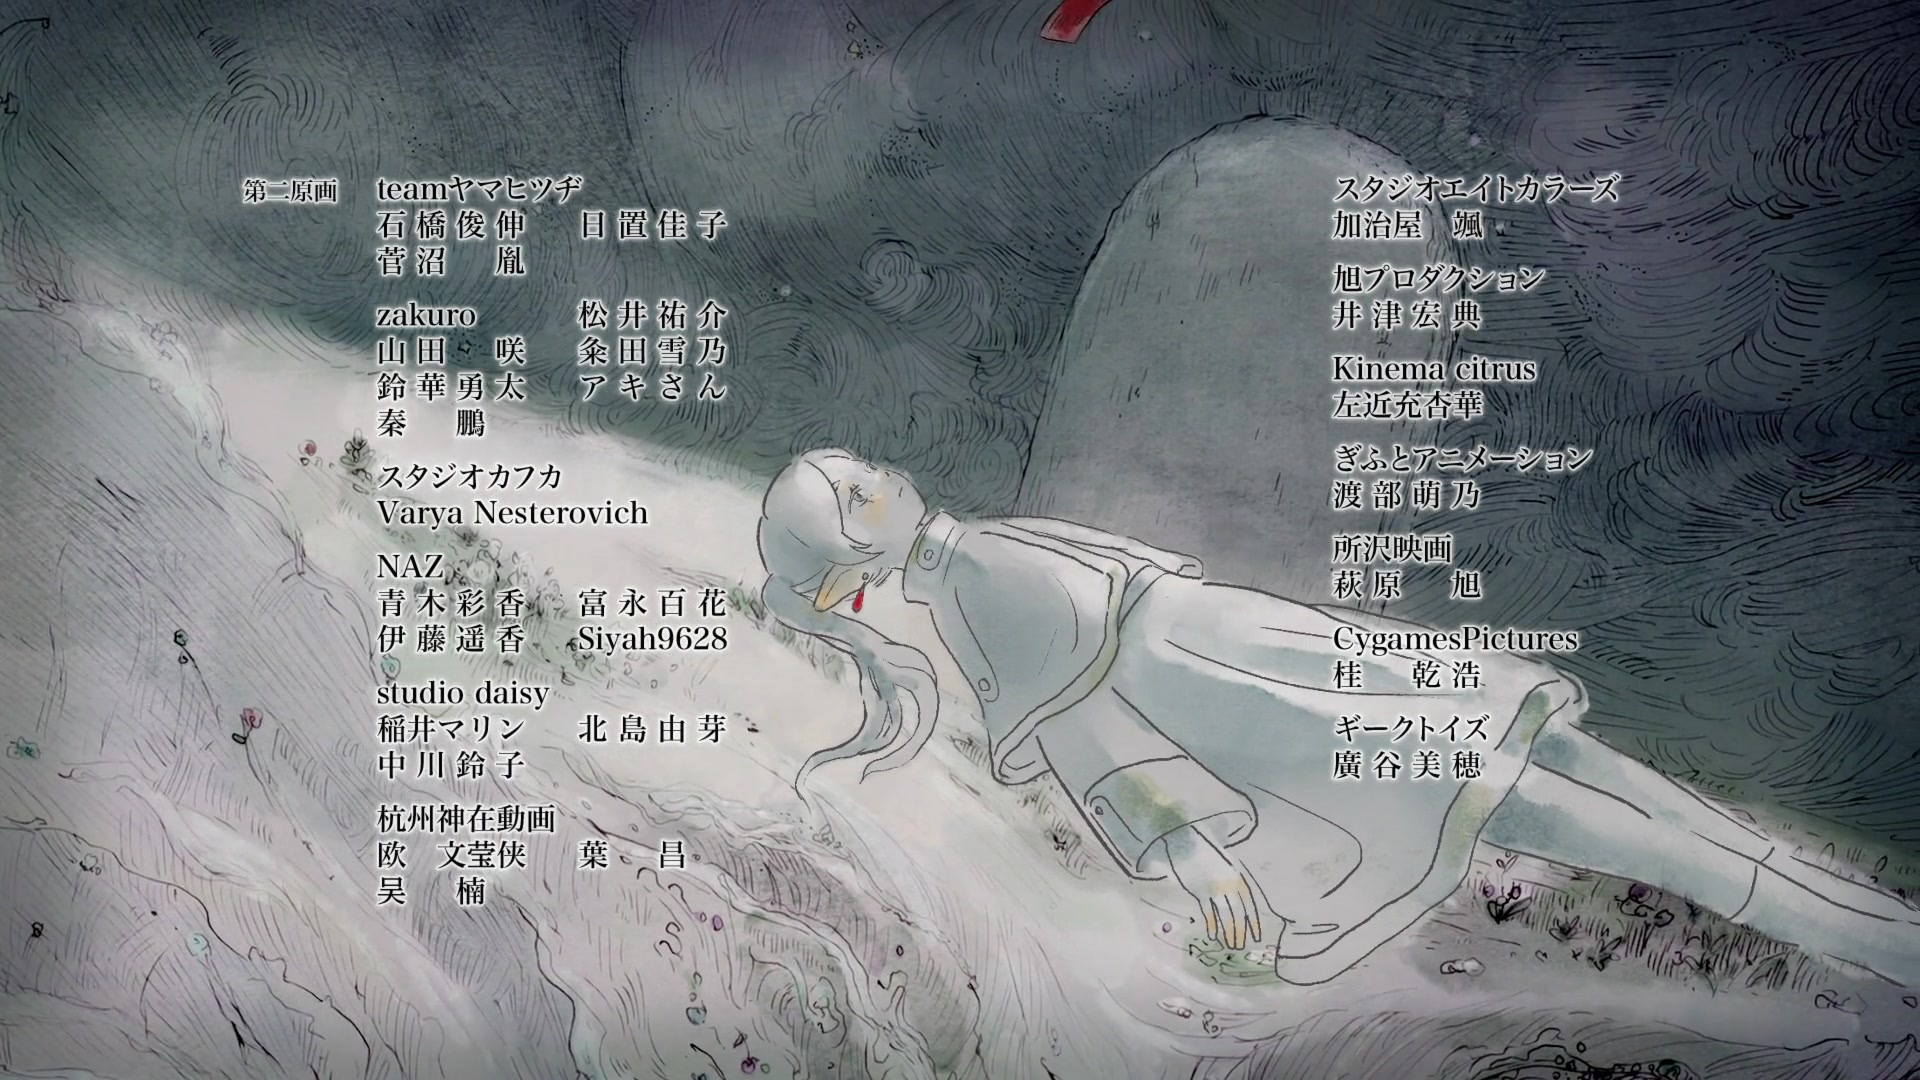 第二原画 teamヤマヒツヂ
石橋俊伸 日置佳子
菅沼 胤
zakuro 松井祐介
山田 咲 粂田雪乃
鈴華勇太 アキさん
秦 鵬
スタジオカフカ
Varya Nesterovich
NAZ
青木彩香 富永百花
伊藤遥香 Siyah9628
studio daisy
稲井マリン 北島由芽
中川鈴子
杭州神在動画
欧 文莹侠 葉 昌
吴 楠
スタジオエイトカラーズ
加治屋 颯
旭プロダクション
井津宏典
Kinema citrus
左近充杏華
ぎふとアニメーション
渡部萌乃
所沢映画
萩原 旭
CygamesPictures
桂 乾浩
ギークトイズ
廣谷美穂